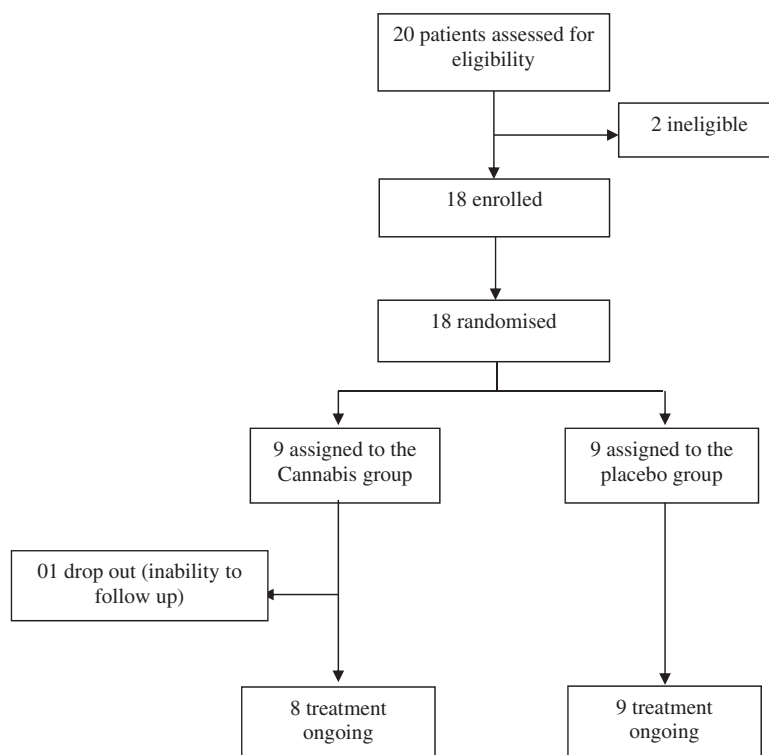 20 patients assessed for
eligibility
2 ineligible
18 enrolled
18 randomised
9 assigned to the
Cannabis group
9 assigned to the
placebo group
01 drop out (inability to
follow up)
8 treatment
ongoing
9 treatment
ongoing